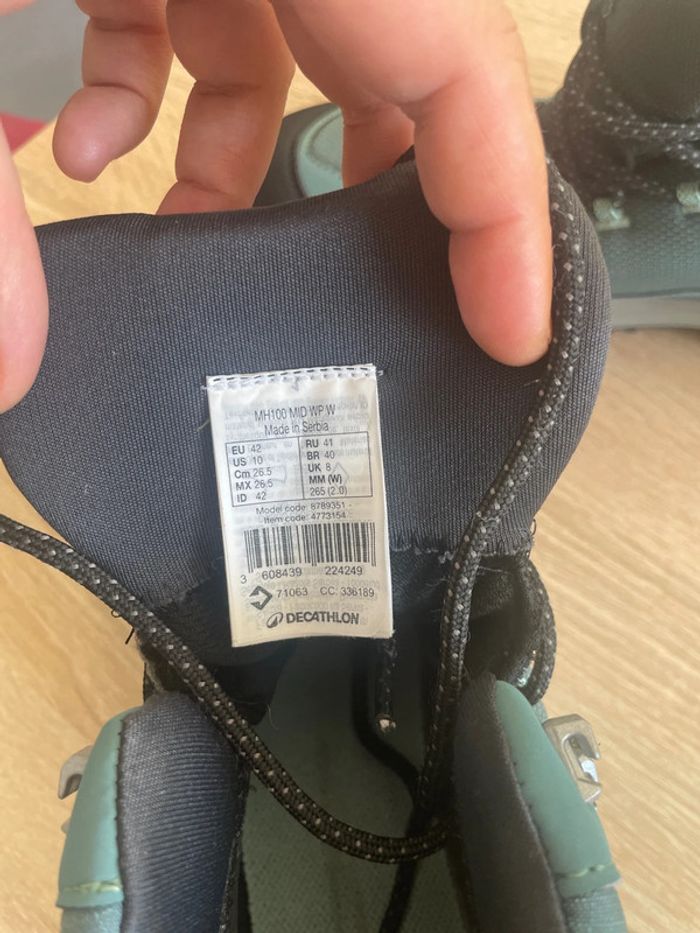 MH100 MID WP W
Made In Serbia
EU 42 RU 41
US 10 BR 40
Cm 26.5 UK 8
MX 26.5 MM (W)
ID 42 265 (2.0)
Model code: 8789351 -
Item code: 4773154
3 608439 224249
71063 CC: 336189
DECATHLON